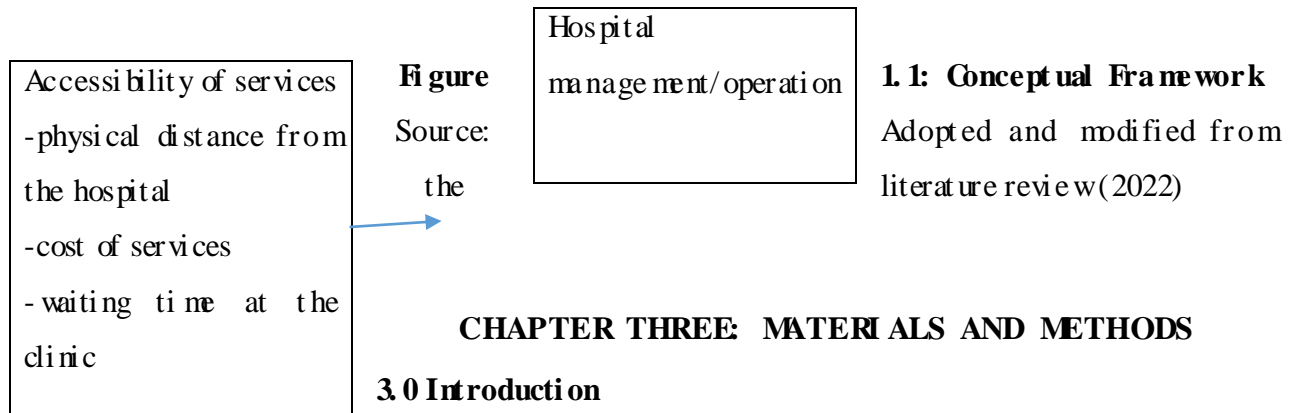 Hospital
management/operation
Accessibility of services
-physical distance from
the hospital
-cost of services
-waiting time at the
clinic
Figure 1.1: Conceptual Framework
Source: Adopted and modified from
the literature review(2022)
CHAPTER THREE: MATERIALS AND METHODS
3.0 Introduction